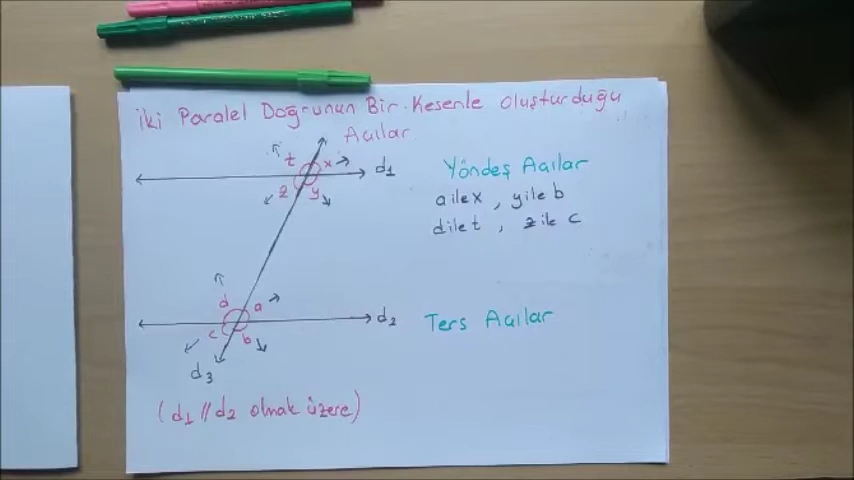 iki Paralel Doğrunun Bir Kesenle oluşturduğu
Açılar
t x d1
z y
Yöndeş Açılar
a ile x , y ile b
d ile t , z ile c
d a
c b d2
Ters Açılar
d3
(d1 // d2 olmak üzere)